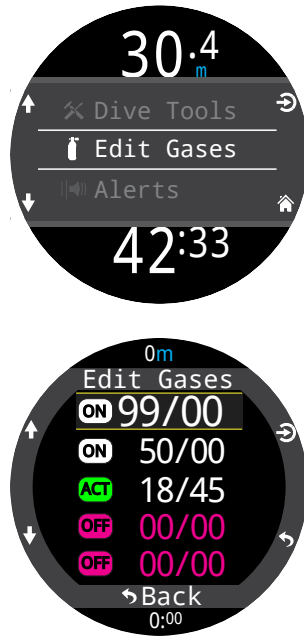 30.4
m
Dive Tools
Edit Gases
Alerts
42:33
0m
Edit Gases
ON 99/00
ON 50/00
ACT 18/45
OFF 00/00
OFF 00/00
Back
0:00